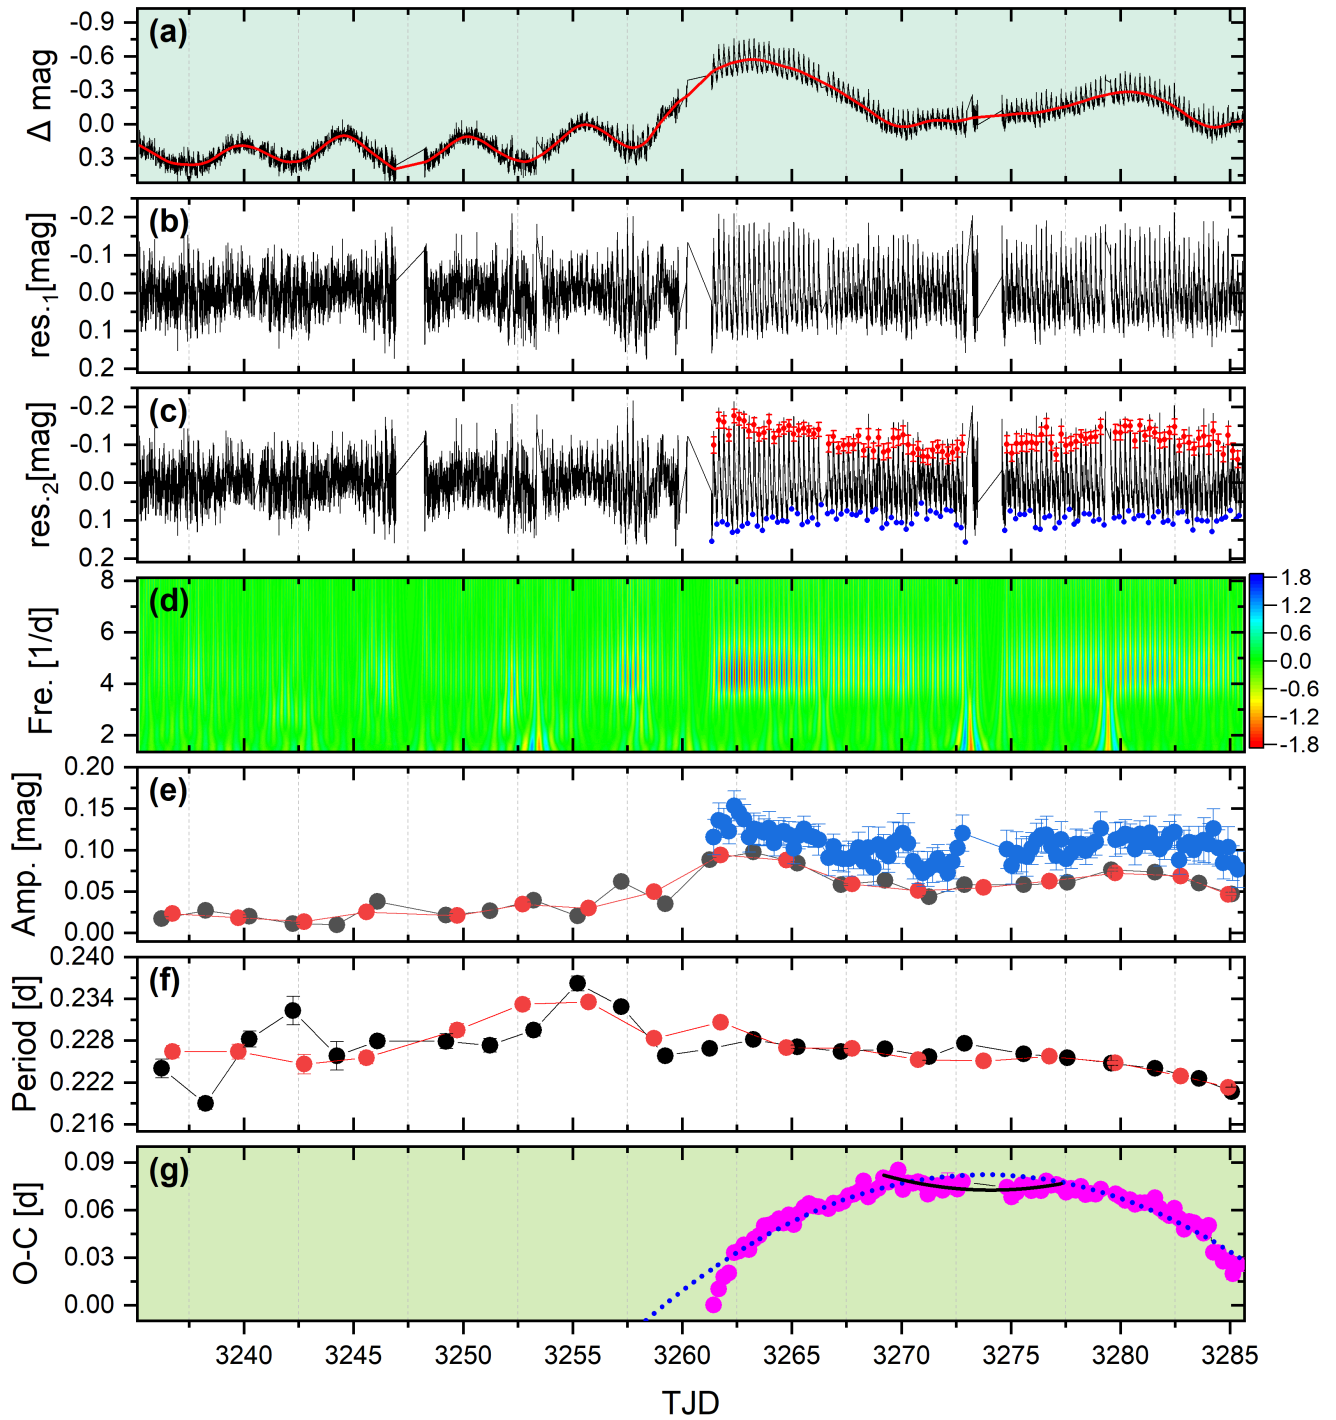 (a)
Δ mag
-0.9
-0.6
-0.3
0.0
0.3
(b)
res.₁[mag]
-0.2
-0.1
0.0
0.1
0.2
(c)
res.₂[mag]
-0.2
-0.1
0.0
0.1
0.2
(d)
Fre. [1/d]
8
6
4
2
1.8
1.2
0.6
0.0
-0.6
-1.2
-1.8
(e)
Amp. [mag]
0.20
0.15
0.10
0.05
0.00
(f)
Period [d]
0.240
0.234
0.228
0.222
0.216
(g)
O-C [d]
0.09
0.06
0.03
0.00
3240 3245 3250 3255 3260 3265 3270 3275 3280 3285
TJD